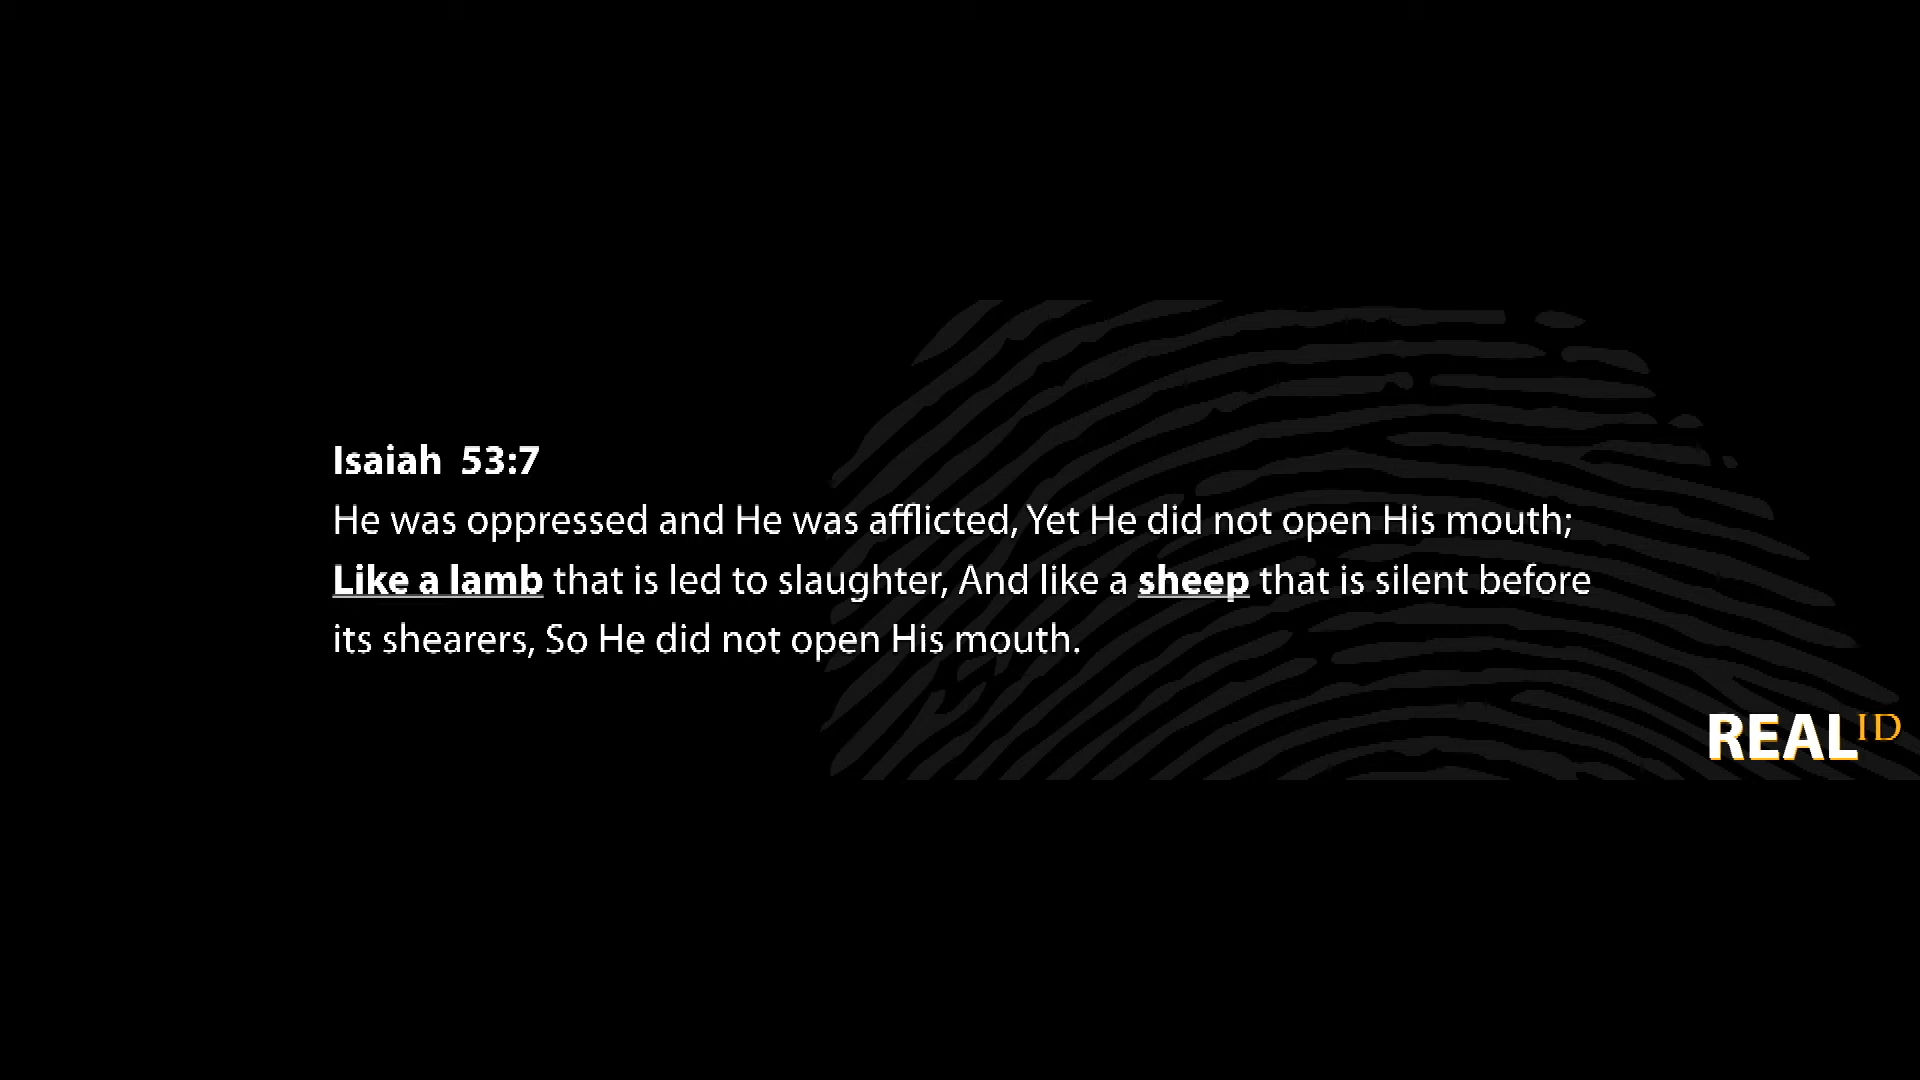 Isaiah 53:7
He was oppressed and He was afflicted, Yet He did not open His mouth;
Like a lamb that is led to slaughter, And like a sheep that is silent before
its shearers, So He did not open His mouth.
REAL ID